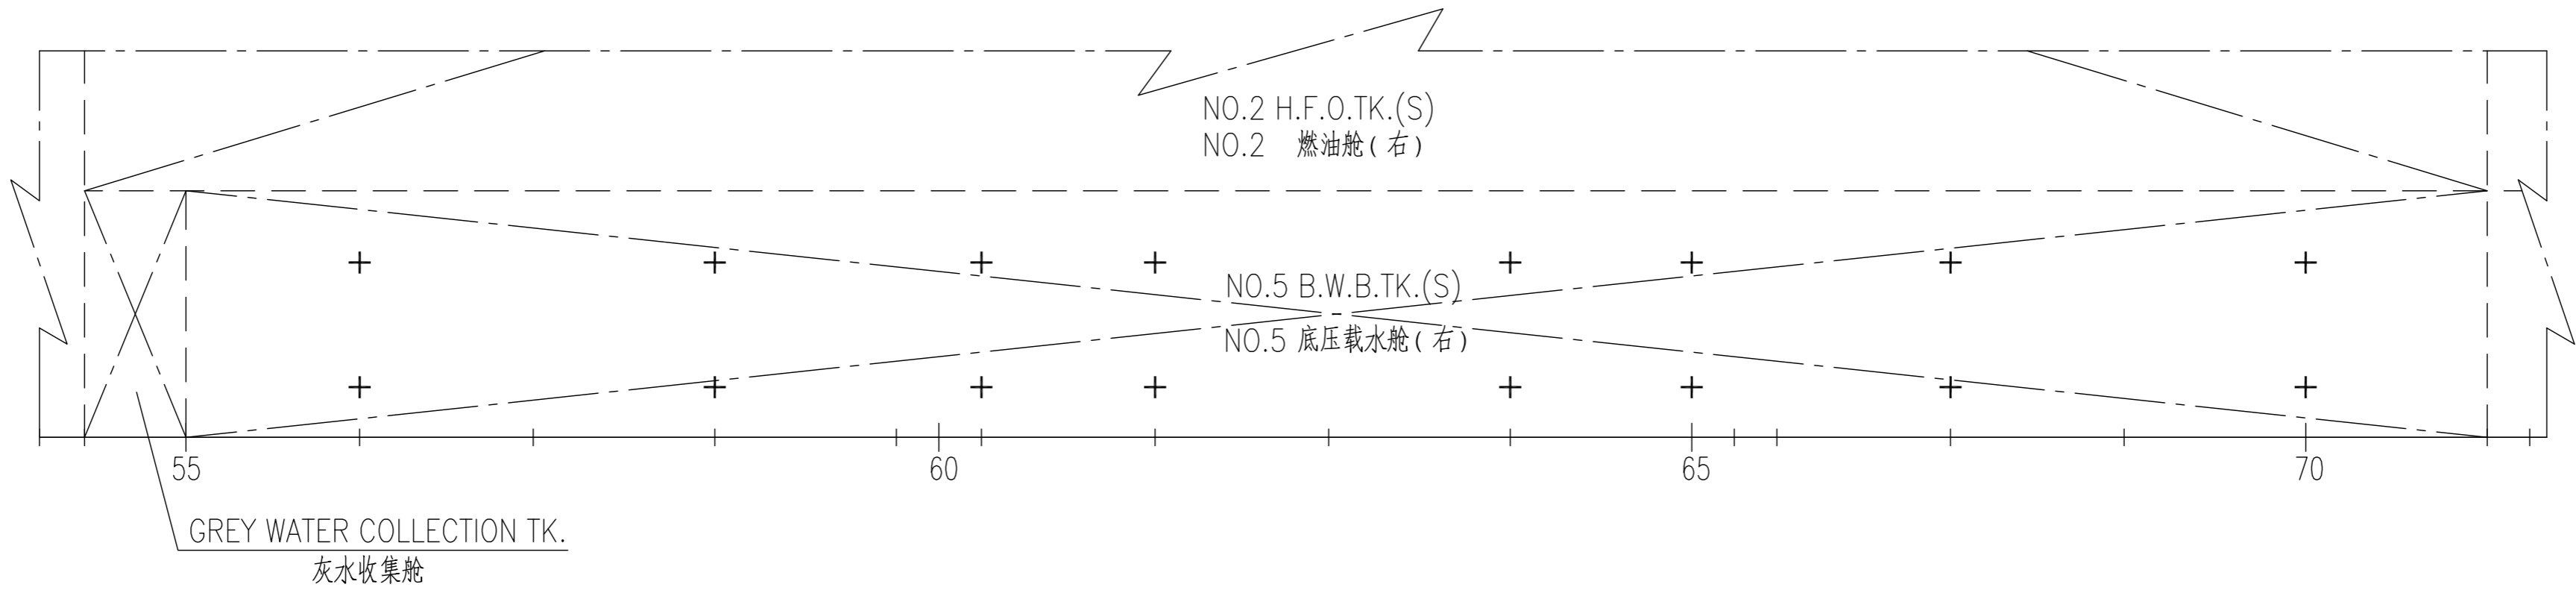 NO.2 H.F.O.TK.(S)
NO.2 燃油舱(右)
NO.5 B.W.B.TK.(S)
NO.5 底压载水舱(右)
55 60 65 70
GREY WATER COLLECTION TK.
灰水收集舱